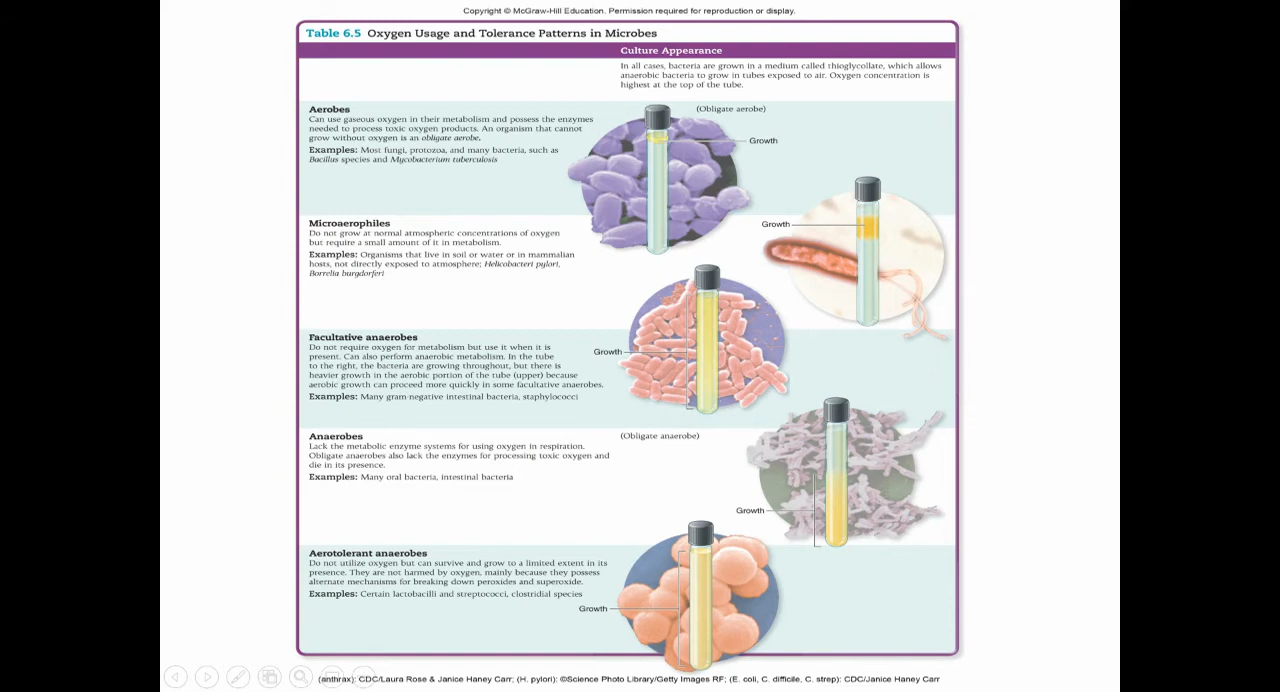 Copyright © McGraw-Hill Education. Permission required for reproduction or display.
Table 6.5 Oxygen Usage and Tolerance Patterns in Microbes
Culture Appearance
In all cases, bacteria are grown in a medium called thioglycollate, which allows
anaerobic bacteria to grow in tubes exposed to air. Oxygen concentration is
highest at the top of the tube.
Aerobes
Can use gaseous oxygen in their metabolism and possess the enzymes
needed to process toxic oxygen products. An organism that cannot
grow without oxygen is an obligate aerobe.
Examples: Most fungi, protozoa, and many bacteria, such as
Bacillus species and Mycobacterium tuberculosis
(Obligate aerobe)
Growth
Microaerophiles
Do not grow at normal atmospheric concentrations of oxygen
but require a small amount of it in metabolism.
Examples: Organisms that live in soil or water or in mammalian
hosts, not directly exposed to atmosphere; Helicobacteri pylori,
Borrelia burgdorferi
Growth
Facultative anaerobes
Do not require oxygen for metabolism but use it when it is
present. Can also perform anaerobic metabolism. In the tube
to the right, the bacteria are growing throughout, but there is
heavier growth in the aerobic portion of the tube (upper) because
aerobic growth can proceed more quickly in some facultative anaerobes.
Examples: Many gram-negative intestinal bacteria, staphylococci
Growth
Anaerobes
Lack the metabolic enzyme systems for using oxygen in respiration.
Obligate anaerobes also lack the enzymes for processing toxic oxygen and
die in its presence.
Examples: Many oral bacteria, intestinal bacteria
(Obligate anaerobe)
Growth
Aerotolerant anaerobes
Do not utilize oxygen but can survive and grow to a limited extent in its
presence. They are not harmed by oxygen, mainly because they possess
alternate mechanisms for breaking down peroxides and superoxide.
Examples: Certain lactobacilli and streptococci, clostridial species
Growth
(anthrax): CDC/Laura Rose & Janice Haney Carr; (H. pylori): ©Science Photo Library/Getty Images RF; (E. coli, C. difficile, C. strep): CDC/Janice Haney Carr